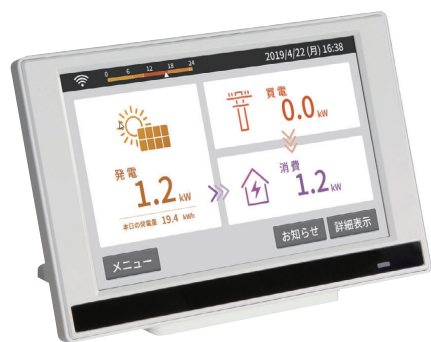 0 6 12 18 24
2019/4/22 (月) 16:38
発電
1.2 kW
本日の発電量 19.4 kWh
買電
0.0 kW
消費
1.2 kW
メニュー
お知らせ
詳細表示